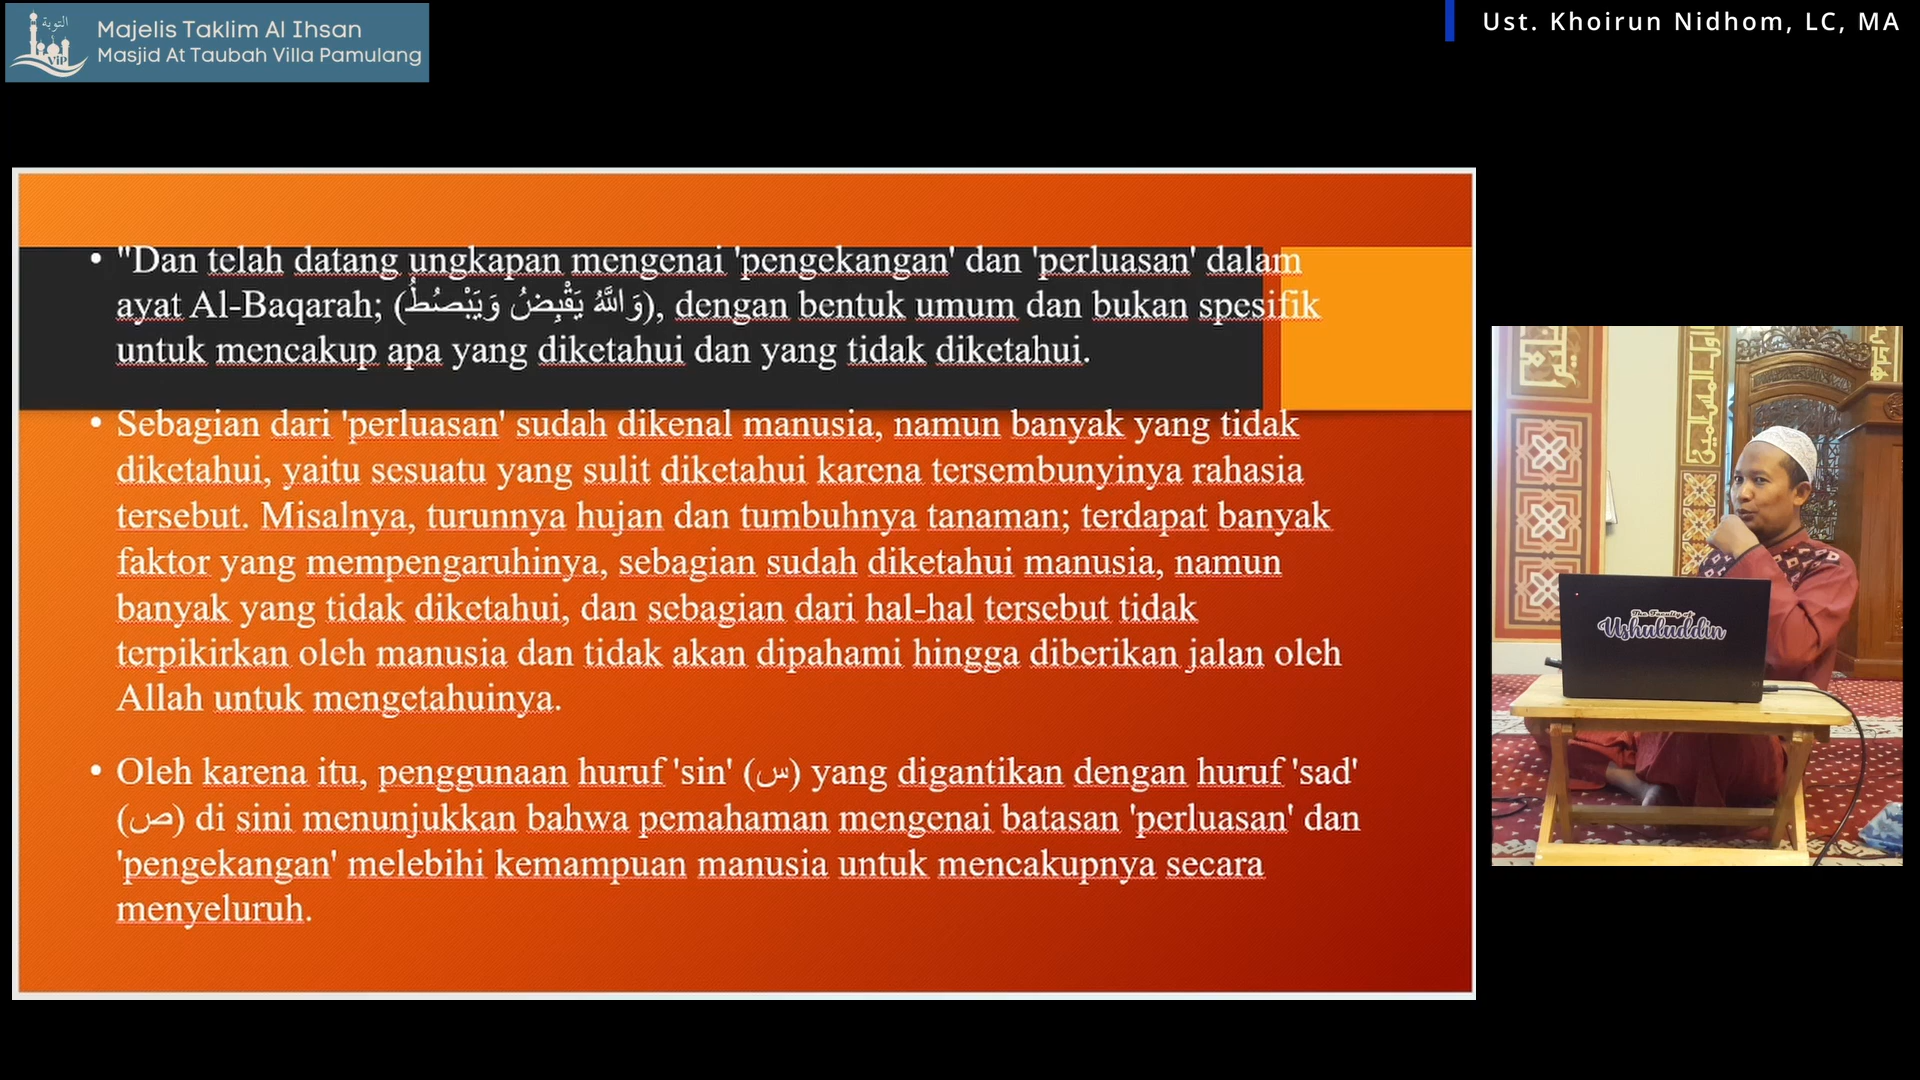 التوبة
ViP
Majelis Taklim Al Ihsan
Masjid At Taubah Villa Pamulang
Ust. Khoirun Nidhom, LC, MA
• "Dan telah datang ungkapan mengenai 'pengekangan' dan 'perluasan' dalam
ayat Al-Baqarah; (وَاللَّهُ يَقْبِضُ وَيَبْصُطُ), dengan bentuk umum dan bukan spesifik
untuk mencakup apa yang diketahui dan yang tidak diketahui.
• Sebagian dari 'perluasan' sudah dikenal manusia, namun banyak yang tidak
diketahui, yaitu sesuatu yang sulit diketahui karena tersembunyinya rahasia
tersebut. Misalnya, turunnya hujan dan tumbuhnya tanaman; terdapat banyak
faktor yang mempengaruhinya, sebagian sudah diketahui manusia, namun
banyak yang tidak diketahui, dan sebagian dari hal-hal tersebut tidak
terpikirkan oleh manusia dan tidak akan dipahami hingga diberikan jalan oleh
Allah untuk mengetahuinya.
• Oleh karena itu, penggunaan huruf 'sin' (س) yang digantikan dengan huruf 'sad'
(ص) di sini menunjukkan bahwa pemahaman mengenai batasan 'perluasan' dan
'pengekangan' melebihi kemampuan manusia untuk mencakupnya secara
menyeluruh.
The Faculty of
Ushuluddin